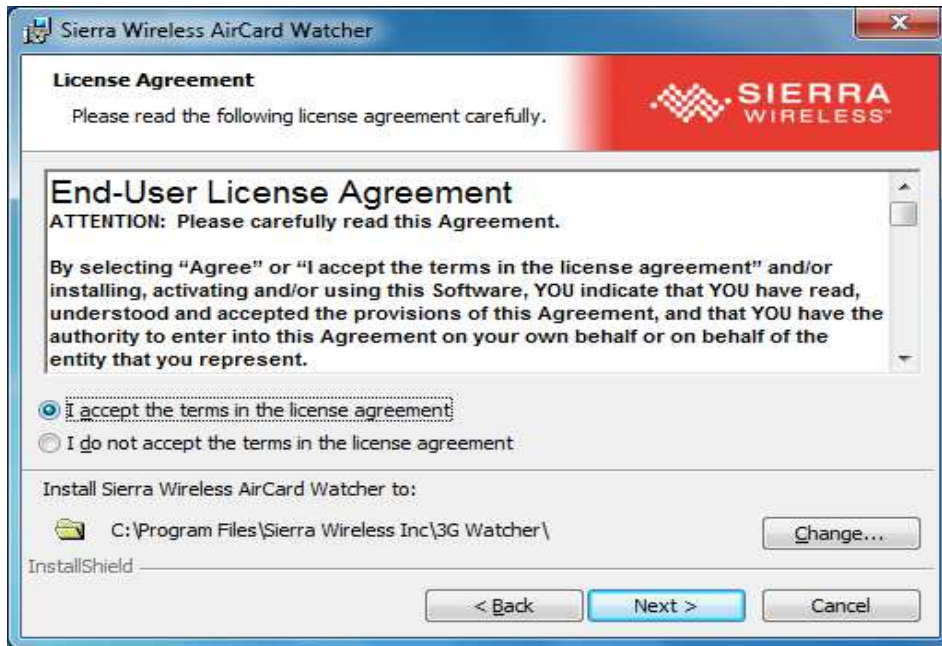 Sierra Wireless AirCard Watcher
License Agreement
Please read the following license agreement carefully.
SIERRA
WIRELESS™
End-User License Agreement
ATTENTION:  Please carefully read this Agreement.
By selecting “Agree” or “I accept the terms in the license agreement” and/or
installing, activating and/or using this Software, YOU indicate that YOU have read,
understood and accepted the provisions of this Agreement, and that YOU have the
authority to enter into this Agreement on your own behalf or on behalf of the
entity that you represent.
I accept the terms in the license agreement
I do not accept the terms in the license agreement
Install Sierra Wireless AirCard Watcher to:
C:\Program Files\Sierra Wireless Inc\3G Watcher\
Change...
InstallShield
< Back
Next >
Cancel